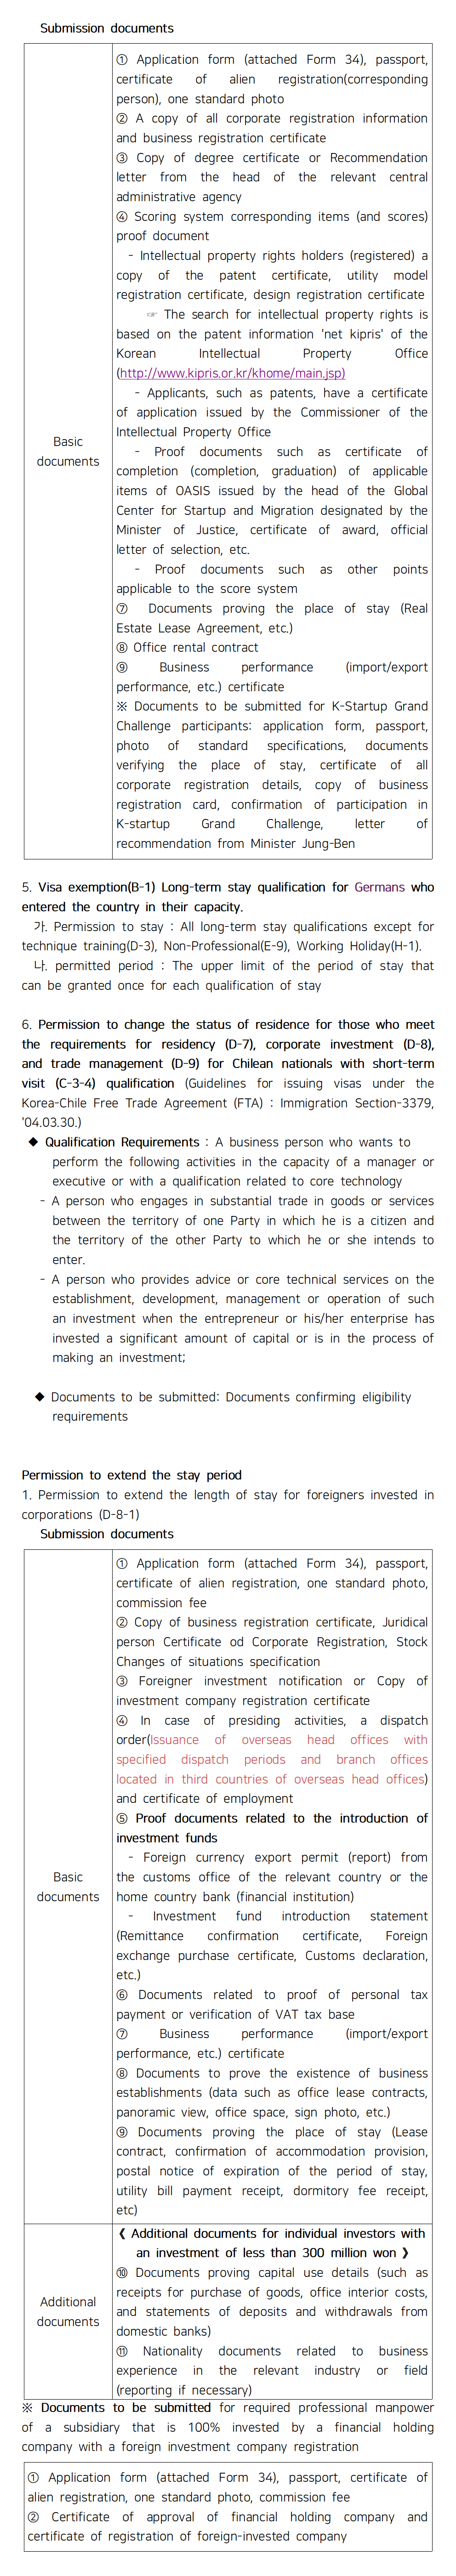 Submission documents
① Application form (attached Form 34), passport,
certificate of alien registration(corresponding
person), one standard photo
② A copy of all corporate registration information
and business registration certificate
③ Copy of degree certificate or Recommendation
letter from the head of the relevant central
administrative agency
④ Scoring system corresponding items (and scores)
proof document
- Intellectual property rights holders (registered) a
copy of the patent certificate, utility model
registration certificate, design registration certificate
☞ The search for intellectual property rights is
based on the patent information 'net kipris' of the
Korean Intellectual Property Office
(http://www.kipris.or.kr/khome/main.jsp)
- Applicants, such as patents, have a certificate
of application issued by the Commissioner of the
Intellectual Property Office
Basic
documents
- Proof documents such as certificate of
completion (completion, graduation) of applicable
items of OASIS issued by the head of the Global
Center for Startup and Migration designated by the
Minister of Justice, certificate of award, official
letter of selection, etc.
- Proof documents such as other points
applicable to the score system
⑦ Documents proving the place of stay (Real
Estate Lease Agreement, etc.)
⑧ Office rental contract
⑨ Business performance (import/export
performance, etc.) certificate
※ Documents to be submitted for K-Startup Grand
Challenge participants: application form, passport,
photo of standard specifications, documents
verifying the place of stay, certificate of all
corporate registration details, copy of business
registration card, confirmation of participation in
K-startup Grand Challenge, letter of
recommendation from Minister Jung-Ben
5. Visa exemption(B-1) Long-term stay qualification for Germans who
entered the country in their capacity.
가. Permission to stay : All long-term stay qualifications except for
technique training(D-3), Non-Professional(E-9), Working Holiday(H-1).
나. permitted period : The upper limit of the period of stay that
can be granted once for each qualification of stay
6. Permission to change the status of residence for those who meet
the requirements for residency (D-7), corporate investment (D-8),
and trade management (D-9) for Chilean nationals with short-term
visit (C-3-4) qualification (Guidelines for issuing visas under the
Korea-Chile Free Trade Agreement (FTA) : Immigration Section-3379,
'04.03.30.)
◆ Qualification Requirements : A business person who wants to
perform the following activities in the capacity of a manager or
executive or with a qualification related to core technology
- A person who engages in substantial trade in goods or services
between the territory of one Party in which he is a citizen and
the territory of the other Party to which he or she intends to
enter.
- A person who provides advice or core technical services on the
establishment, development, management or operation of such
an investment when the entrepreneur or his/her enterprise has
invested a significant amount of capital or is in the process of
making an investment;
◆ Documents to be submitted: Documents confirming eligibility
requirements
Permission to extend the stay period
1. Permission to extend the length of stay for foreigners invested in
corporations (D-8-1)
Submission documents
① Application form (attached Form 34), passport,
certificate of alien registration, one standard photo,
commission fee
② Copy of business registration certificate, Juridical
person Certificate od Corporate Registration, Stock
Changes of situations specification
③ Foreigner investment notification or Copy of
investment company registration certificate
④ In case of presiding activities, a dispatch
order(Issuance of overseas head offices with
specified dispatch periods and branch offices
located in third countries of overseas head offices)
and certificate of employment
⑤ Proof documents related to the introduction of
investment funds
- Foreign currency export permit (report) from
the customs office of the relevant country or the
home country bank (financial institution)
Basic
documents
- Investment fund introduction statement
(Remittance confirmation certificate, Foreign
exchange purchase certificate, Customs declaration,
etc.)
⑥ Documents related to proof of personal tax
payment or verification of VAT tax base
⑦ Business performance (import/export
performance, etc.) certificate
⑧ Documents to prove the existence of business
establishments (data such as office lease contracts,
panoramic view, office space, sign photo, etc.)
⑨ Documents proving the place of stay (Lease
contract, confirmation of accommodation provision,
postal notice of expiration of the period of stay,
utility bill payment receipt, dormitory fee receipt,
etc)
Additional
documents
《 Additional documents for individual investors with
an investment of less than 300 million won 》
⑩ Documents proving capital use details (such as
receipts for purchase of goods, office interior costs,
and statements of deposits and withdrawals from
domestic banks)
⑪ Nationality documents related to business
experience in the relevant industry or field
(reporting if necessary)
※ Documents to be submitted for required professional manpower
of a subsidiary that is 100% invested by a financial holding
company with a foreign investment company registration
① Application form (attached Form 34), passport, certificate of
alien registration, one standard photo, commission fee
② Certificate of approval of financial holding company and
certificate of registration of foreign-invested company